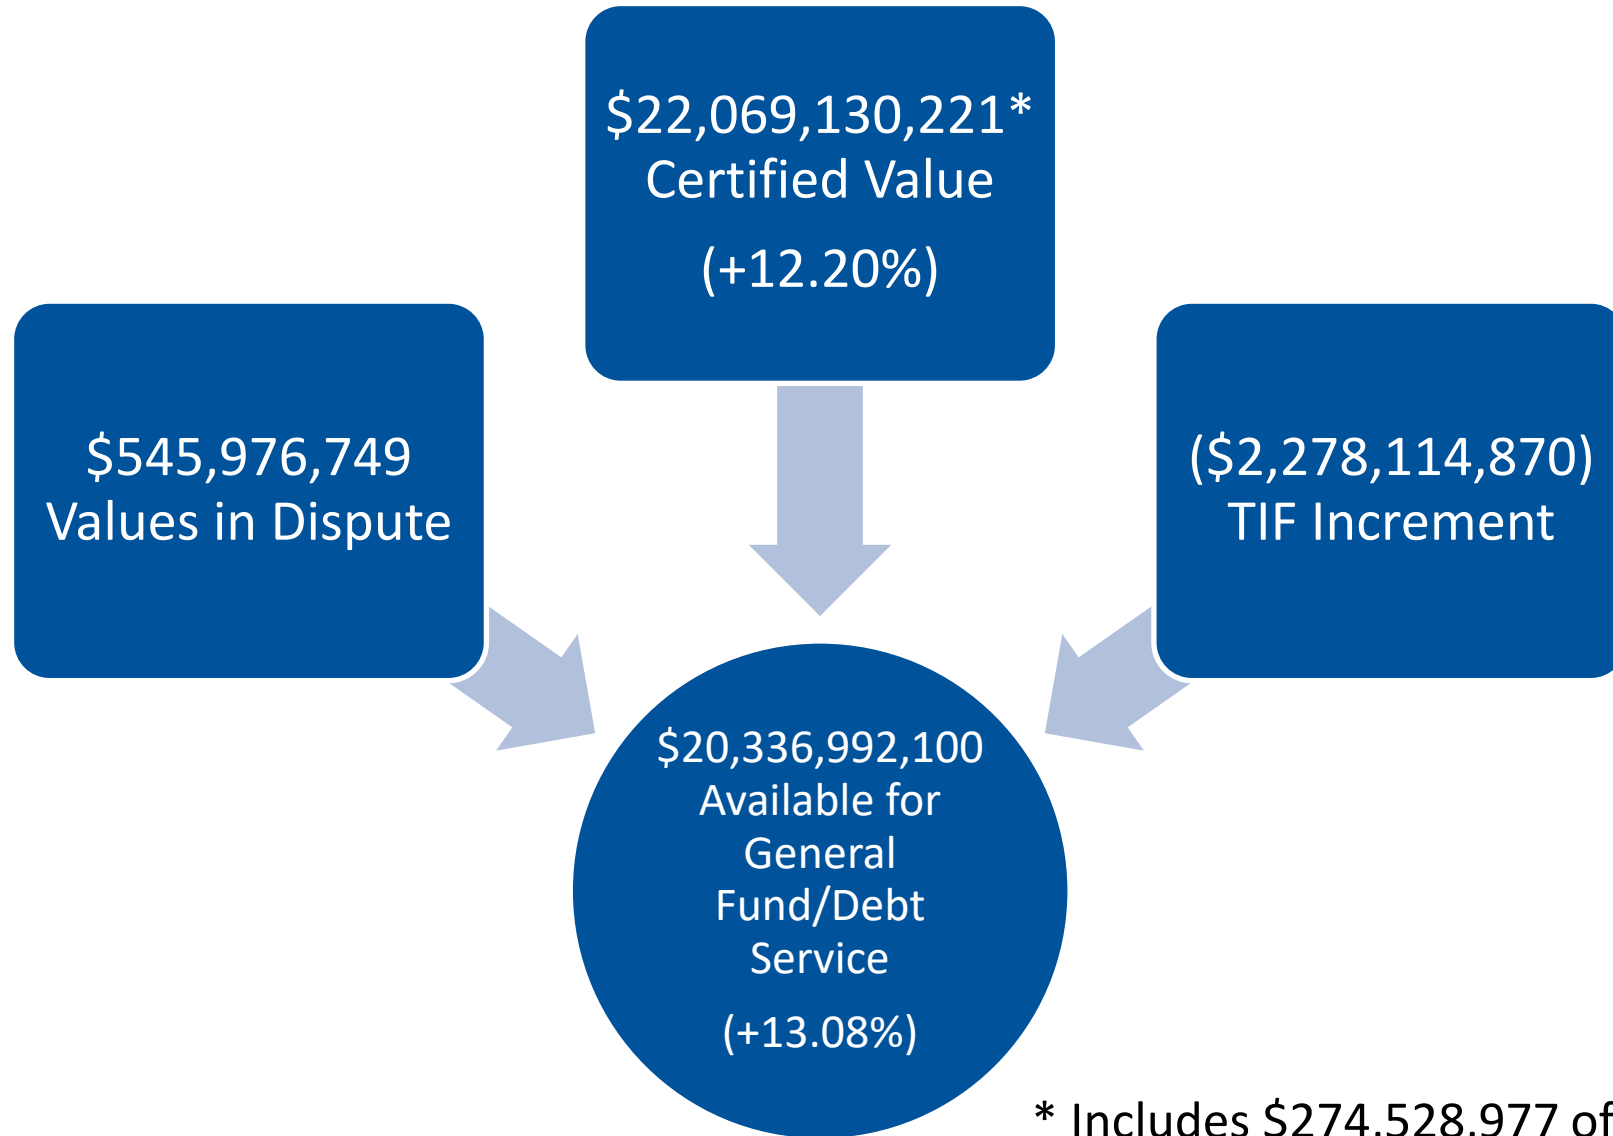 $22,069,130,221*
Certified Value
(+12.20%)
$545,976,749
Values in Dispute
($2,278,114,870)
TIF Increment
$20,336,992,100
Available for
General
Fund/Debt
Service
(+13.08%)
* Includes $274,528,977 of